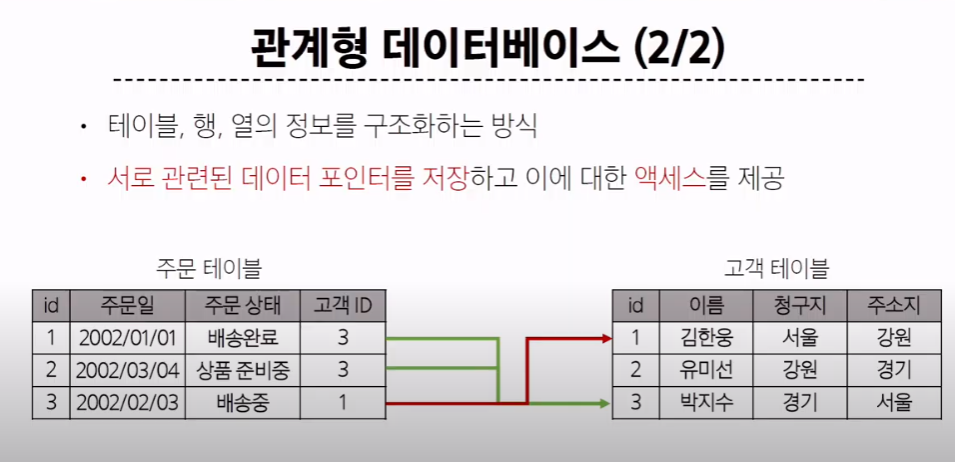 관계형 데이터베이스 (2/2)
• 테이블, 행, 열의 정보를 구조화하는 방식
• 서로 관련된 데이터 포인터를 저장하고 이에 대한 액세스를 제공
주문 테이블
id 주문일 주문 상태 고객 ID
1 2002/01/01 배송완료 3
2 2002/03/04 상품 준비중 3
3 2002/02/03 배송중 1
고객 테이블
id 이름 청구지 주소지
1 김한웅 서울 강원
2 유미선 강원 경기
3 박지수 경기 서울